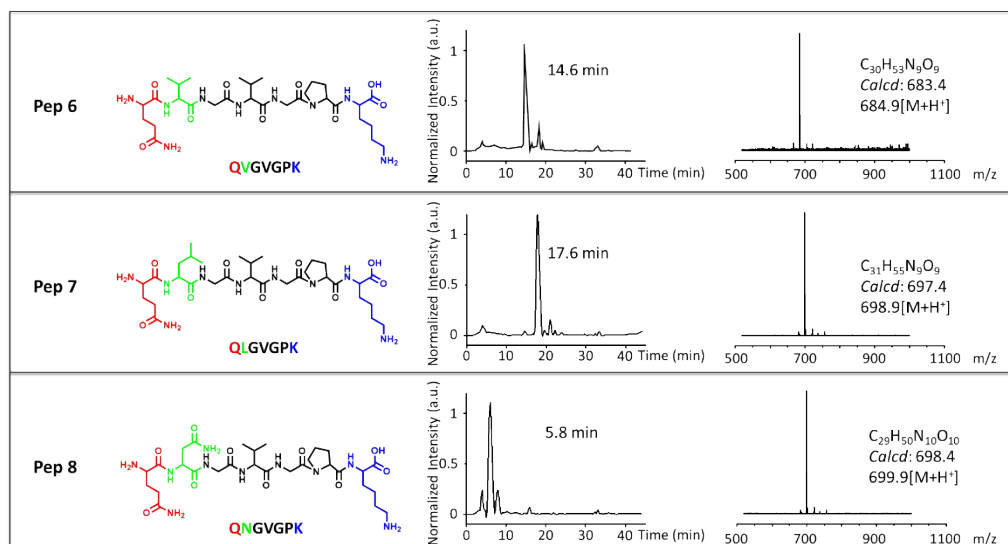 Pep 6
O
H₂N
H
N
O
O
NH₂
O
H
N
O
N
H
O
H
N
O
N
O
H
N
OH
O
NH₂
QVGVGPK
Normalized Intensity (a.u.)
1
0.5
0
14.6 min
0 10 20 30 40 Time (min)
C₃₀H₅₃N₉O₉
Calcd: 683.4
684.9[M+H⁺]
500 700 900 1100 m/z
Pep 7
O
H₂N
N
H
O
NH₂
O
H
N
O
N
H
O
H
N
O
N
O
H
N
OH
O
NH₂
QLGVGPK
Normalized Intensity (a.u.)
1
0.5
0
17.6 min
0 10 20 30 40 Time (min)
C₃₁H₅₅N₉O₉
Calcd: 697.4
698.9[M+H⁺]
500 700 900 1100 m/z
Pep 8
O
NH₂
O
H₂N
N
H
O
NH₂
O
H
N
O
N
H
O
H
N
O
N
O
H
N
OH
O
NH₂
QNGVGPK
Normalized Intensity (a.u.)
1
0.5
0
5.8 min
0 10 20 30 40 Time (min)
C₂₉H₅₀N₁₀O₁₀
Calcd: 698.4
699.9[M+H⁺]
500 700 900 1100 m/z